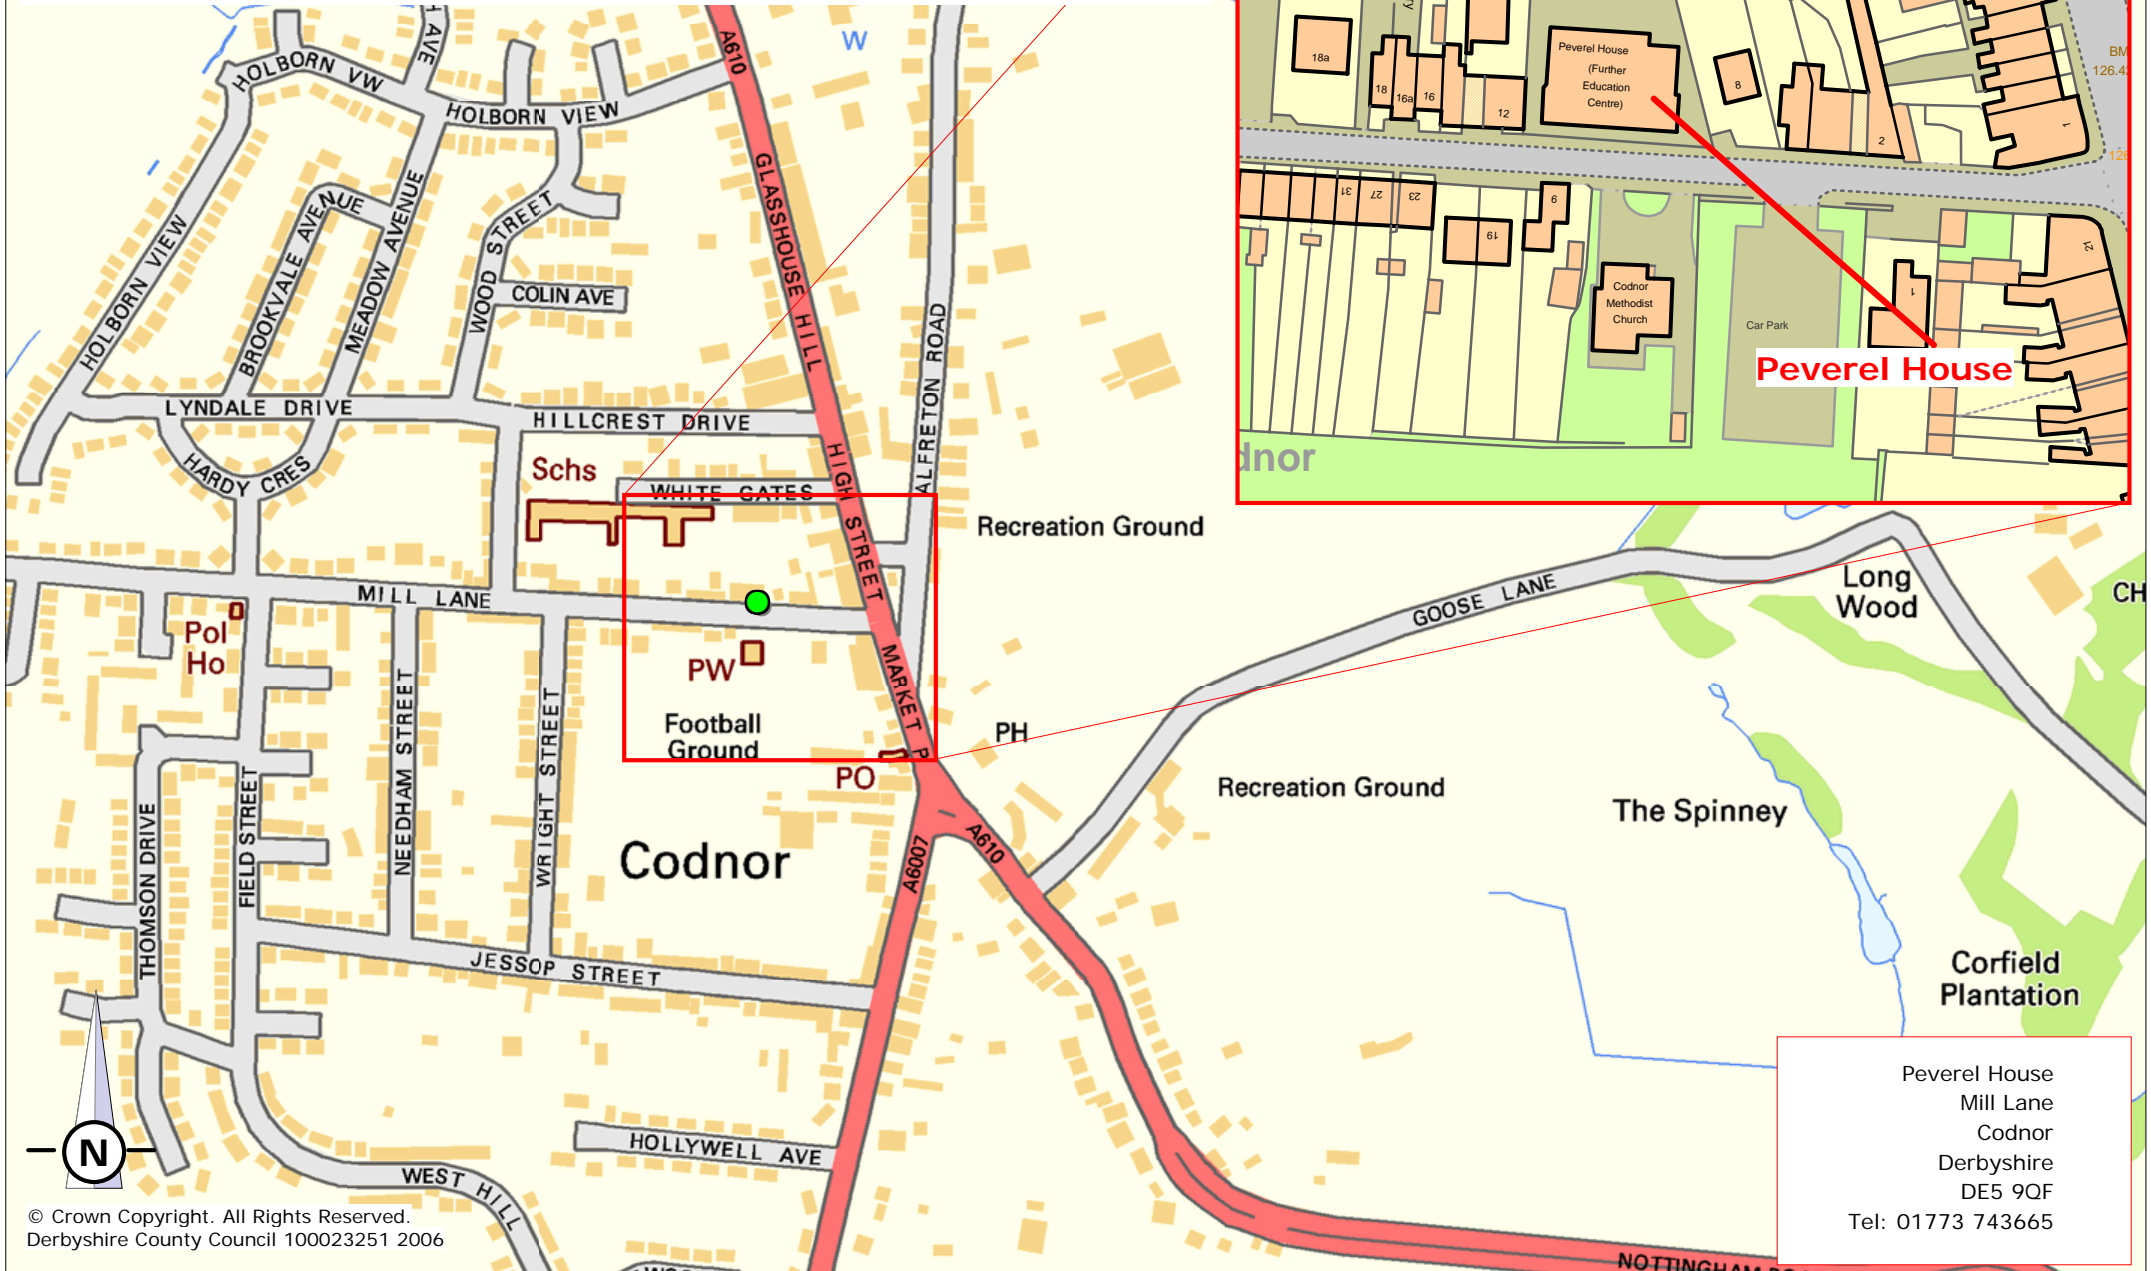 H AVE
A610
W
HOLBORN VW
HOLBORN VIEW
HOLBORN VIEW
GLASSHOUSE HILL
BROOKVALE AVENUE
MEADOW AVENUE
WOOD STREET
COLIN AVE
ALFRETON ROAD
LYNDALE DRIVE
HILLCREST DRIVE
HARDY CRES
Schs
WHITE GATES
HIGH STREET
Recreation Ground
MILL LANE
Pol
Ho
PW
MARKET P
Football
Ground
PH
PO
GOOSE LANE
Long
Wood
CH
NEEDHAM STREET
WRIGHT STREET
THOMSON DRIVE
FIELD STREET
Codnor
A6007
A610
Recreation Ground
The Spinney
Corfield
Plantation
JESSOP STREET
HOLLYWELL AVE
WEST HILL
N
© Crown Copyright. All Rights Reserved.
Derbyshire County Council 100023251 2006
18a
18
16a
16
12
Peverel House
(Further
Education
Centre)
8
2
1
BM
126.42
126
31
27
23
19
9
Codnor
Methodist
Church
Car Park
1
21
Peverel House
dnor
Peverel House
Mill Lane
Codnor
Derbyshire
DE5 9QF
Tel: 01773 743665